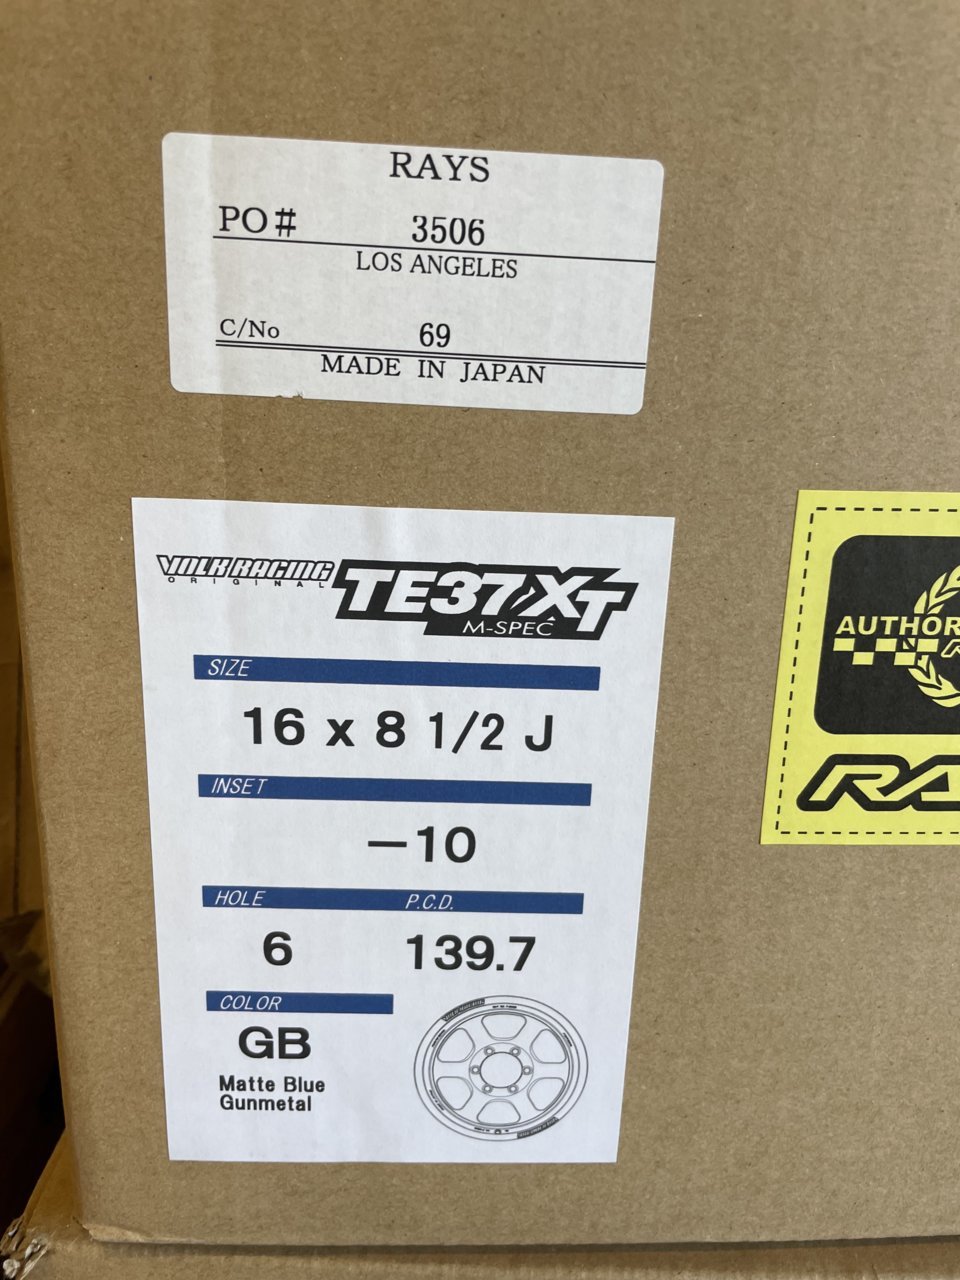 RAYS
PO# 3506
LOS ANGELES
C/No 69
MADE IN JAPAN
VOLK RACING
ORIGINAL
TE37XT
M-SPEC
SIZE
16 x 8 1/2 J
INSET
−10
HOLE P.C.D.
6 139.7
COLOR
GB
Matte Blue
Gunmetal
AUTHOR
RA